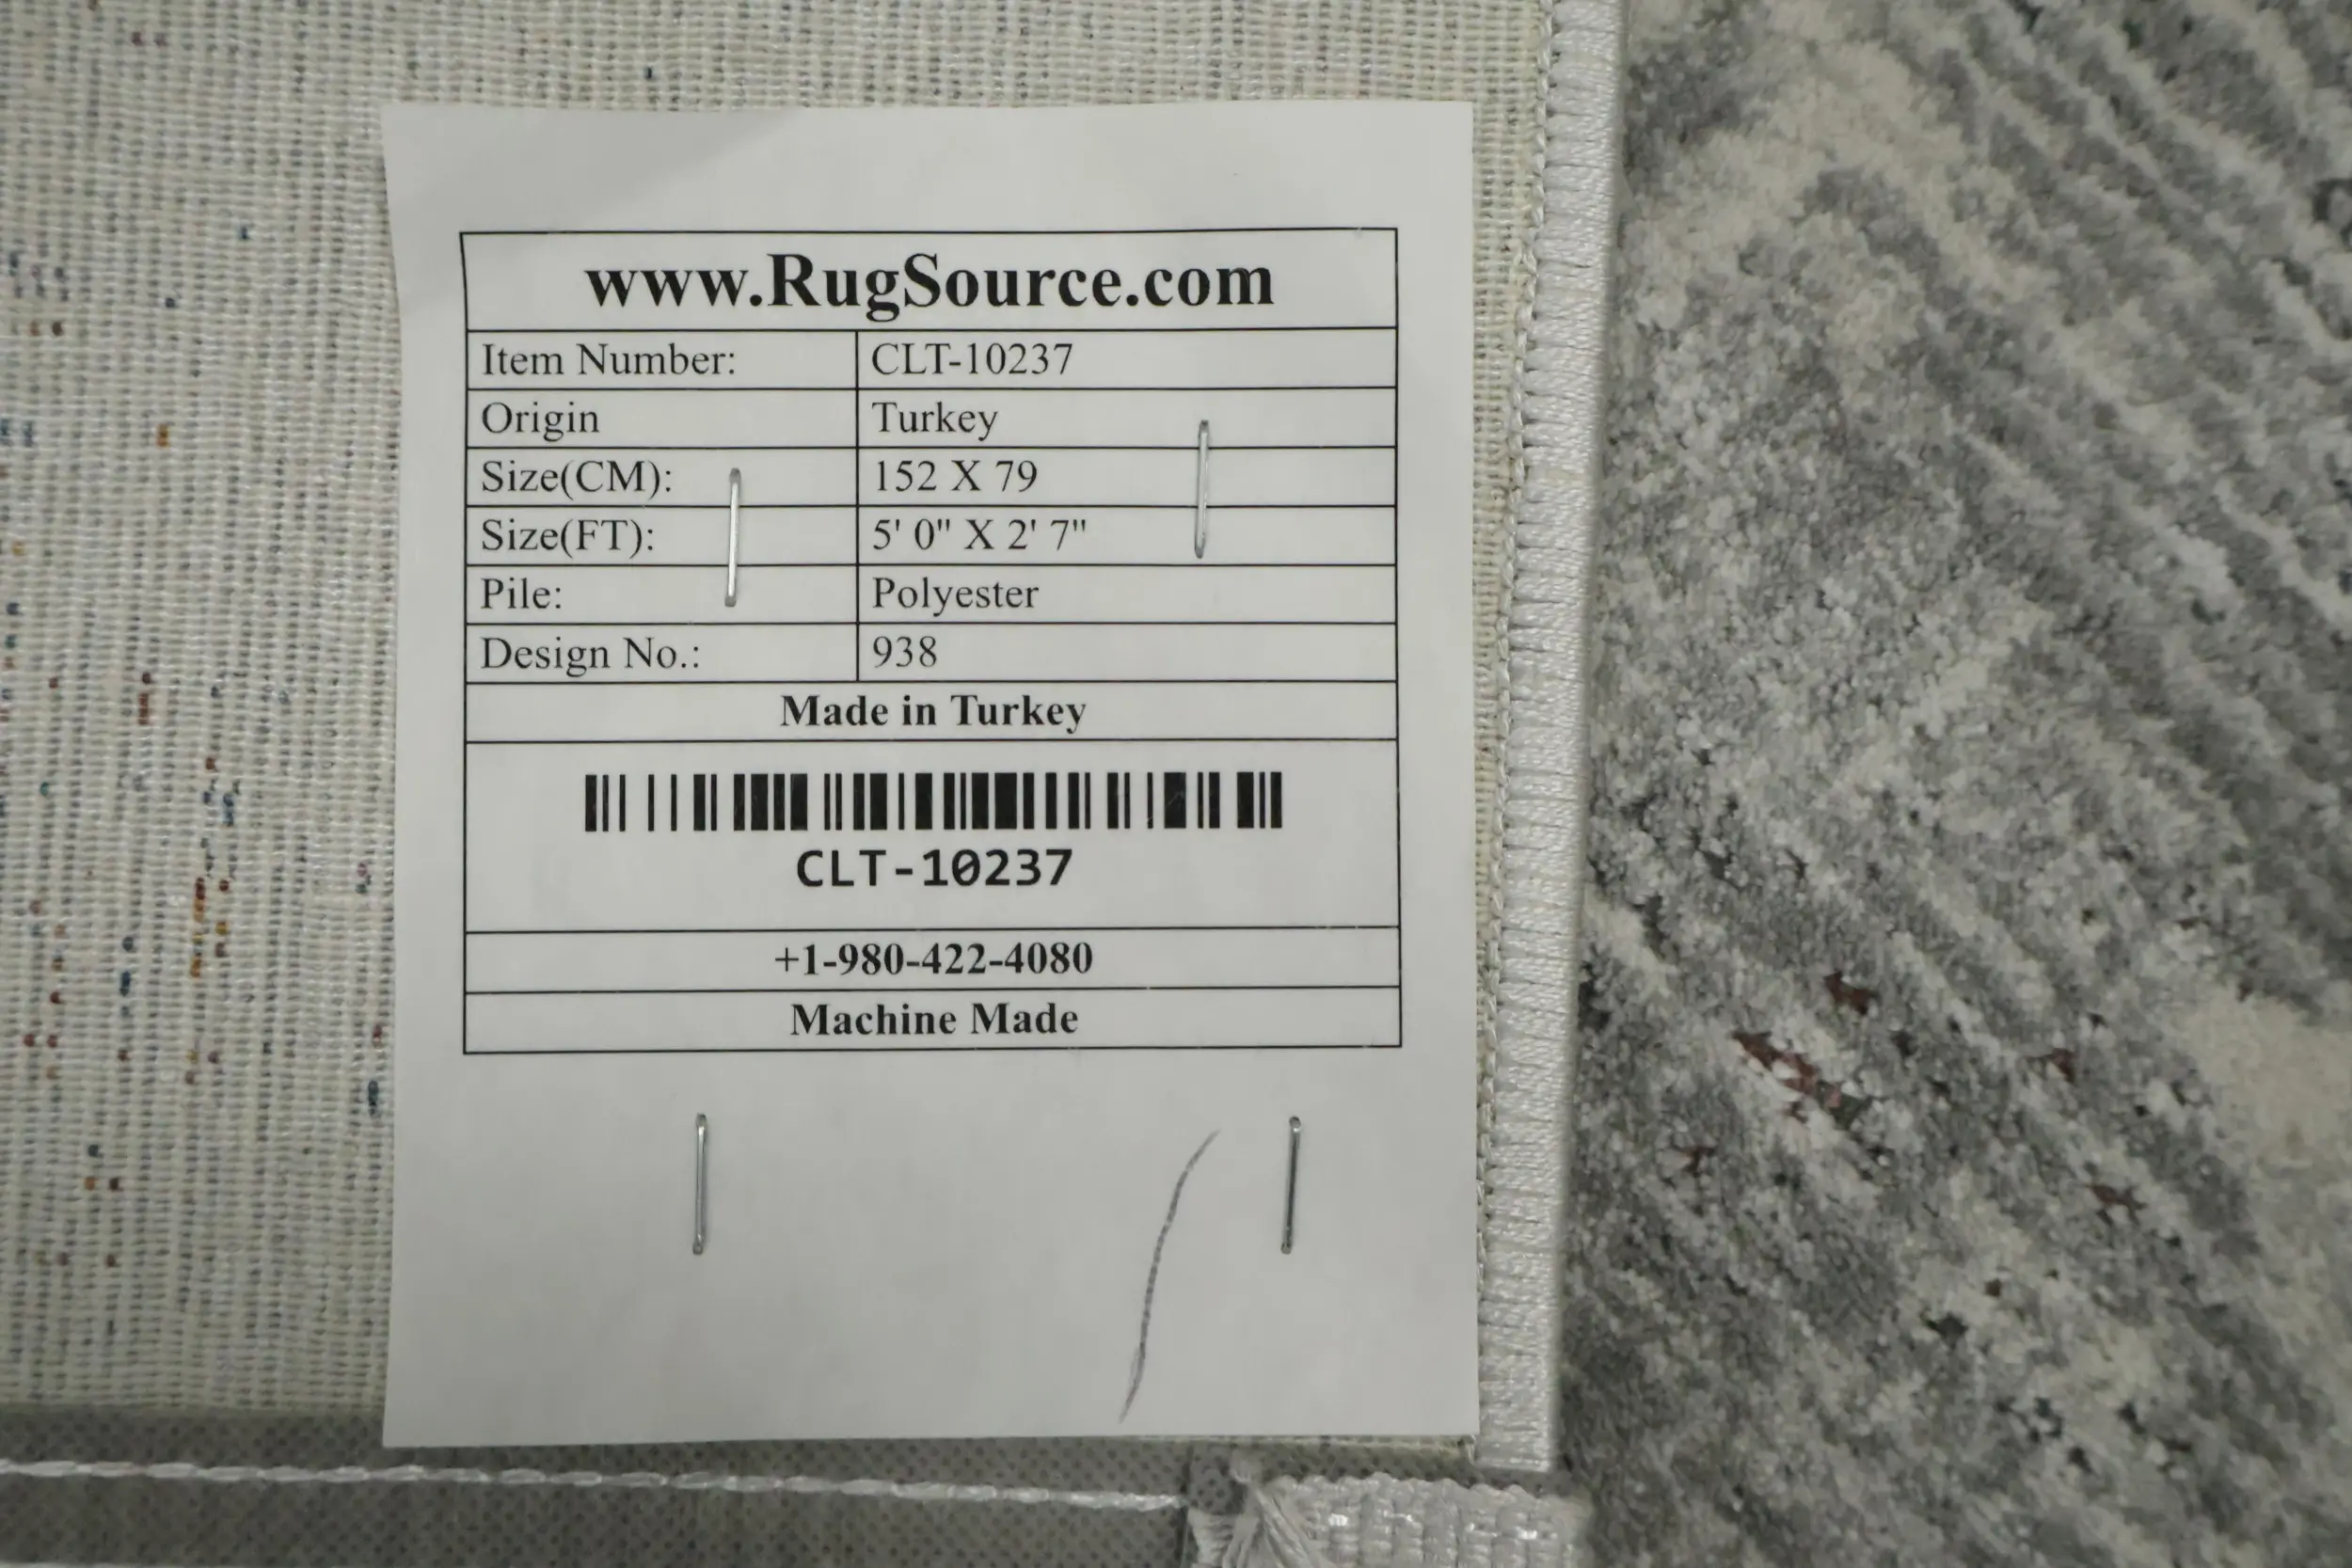 www.RugSource.com
Item Number: CLT-10237
Origin Turkey
Size(CM): 152 X 79
Size(FT): 5' 0" X 2' 7"
Pile: Polyester
Design No.: 938
Made in Turkey
CLT-10237
+1-980-422-4080
Machine Made